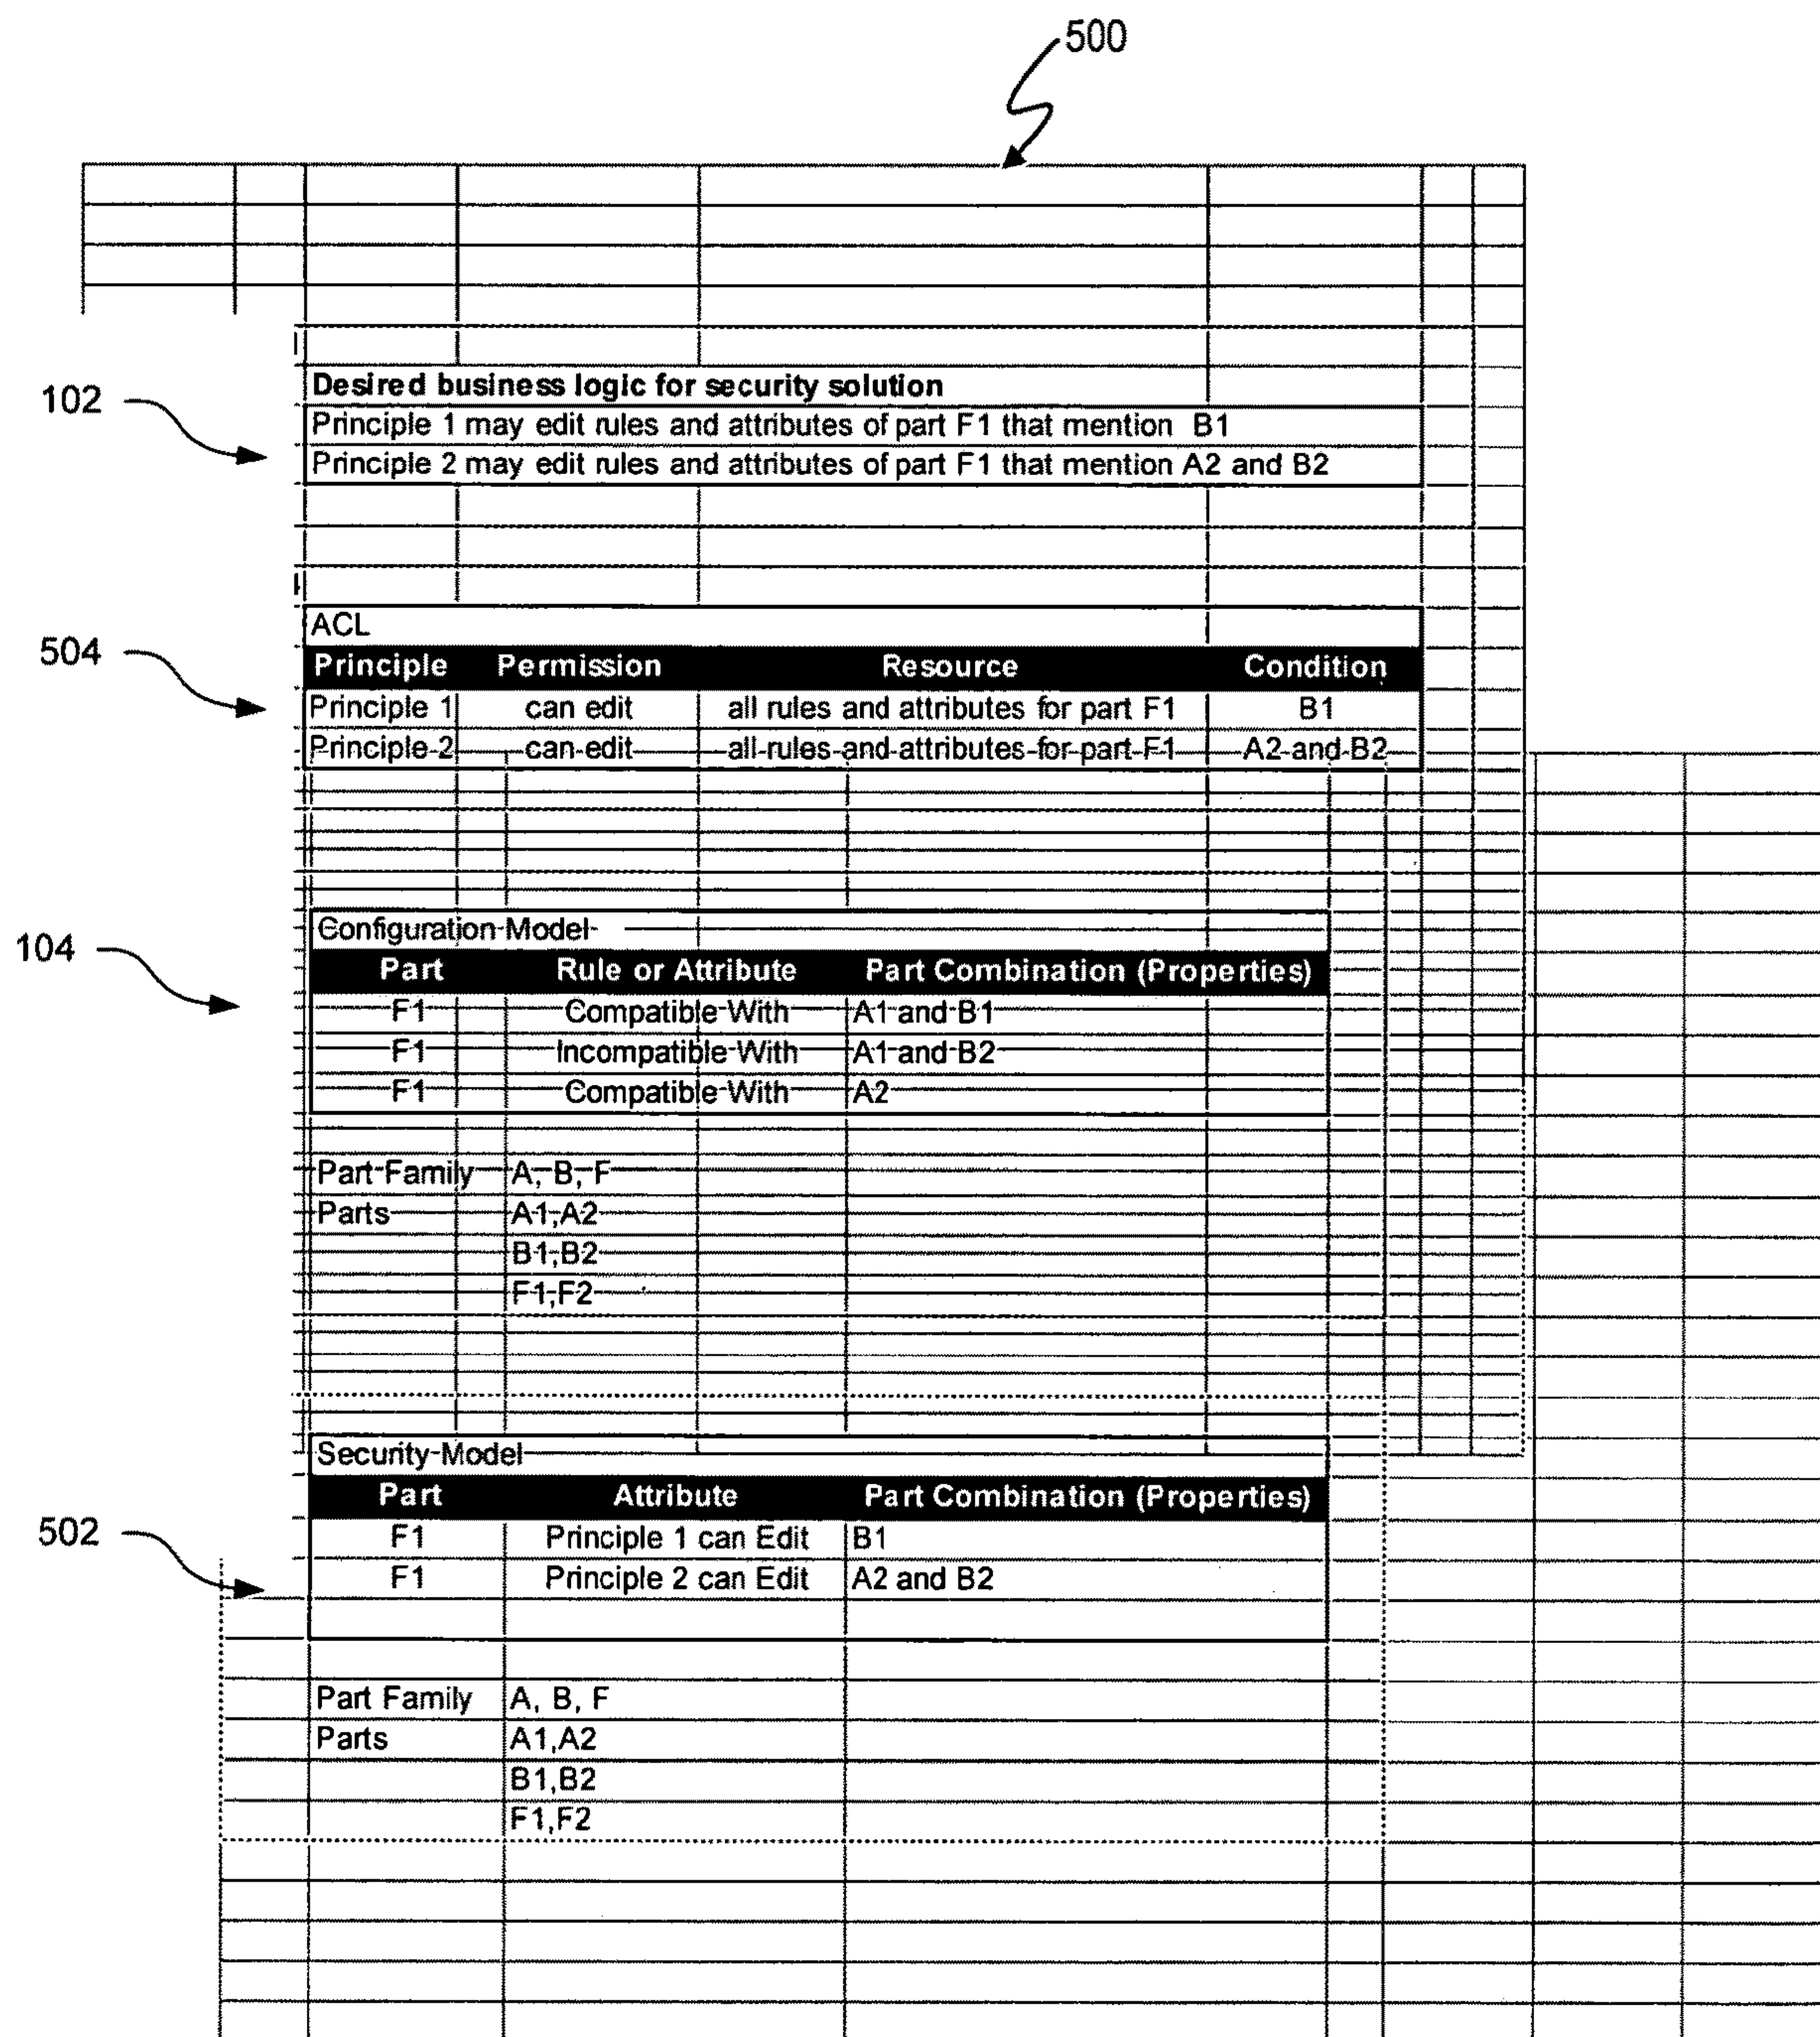 500
Desired business logic for security solution
102
Principle 1 may edit rules and attributes of part F1 that mention B1
Principle 2 may edit rules and attributes of part F1 that mention A2 and B2
ACL
504
Principle Permission Resource Condition
Principle 1 can edit all rules and attributes for part F1 B1
Principle 2 can edit all rules and attributes for part F1 A2 and B2
Configuration Model
104
Part Rule or Attribute Part Combination (Properties)
F1 Compatible With A1 and B1
F1 Incompatible With A1 and B2
F1 Compatible With A2
Part Family A, B, F
Parts A1,A2
B1,B2
F1,F2
Security Model
Part Attribute Part Combination (Properties)
502
F1 Principle 1 can Edit B1
F1 Principle 2 can Edit A2 and B2
Part Family A, B, F
Parts A1,A2
B1,B2
F1,F2